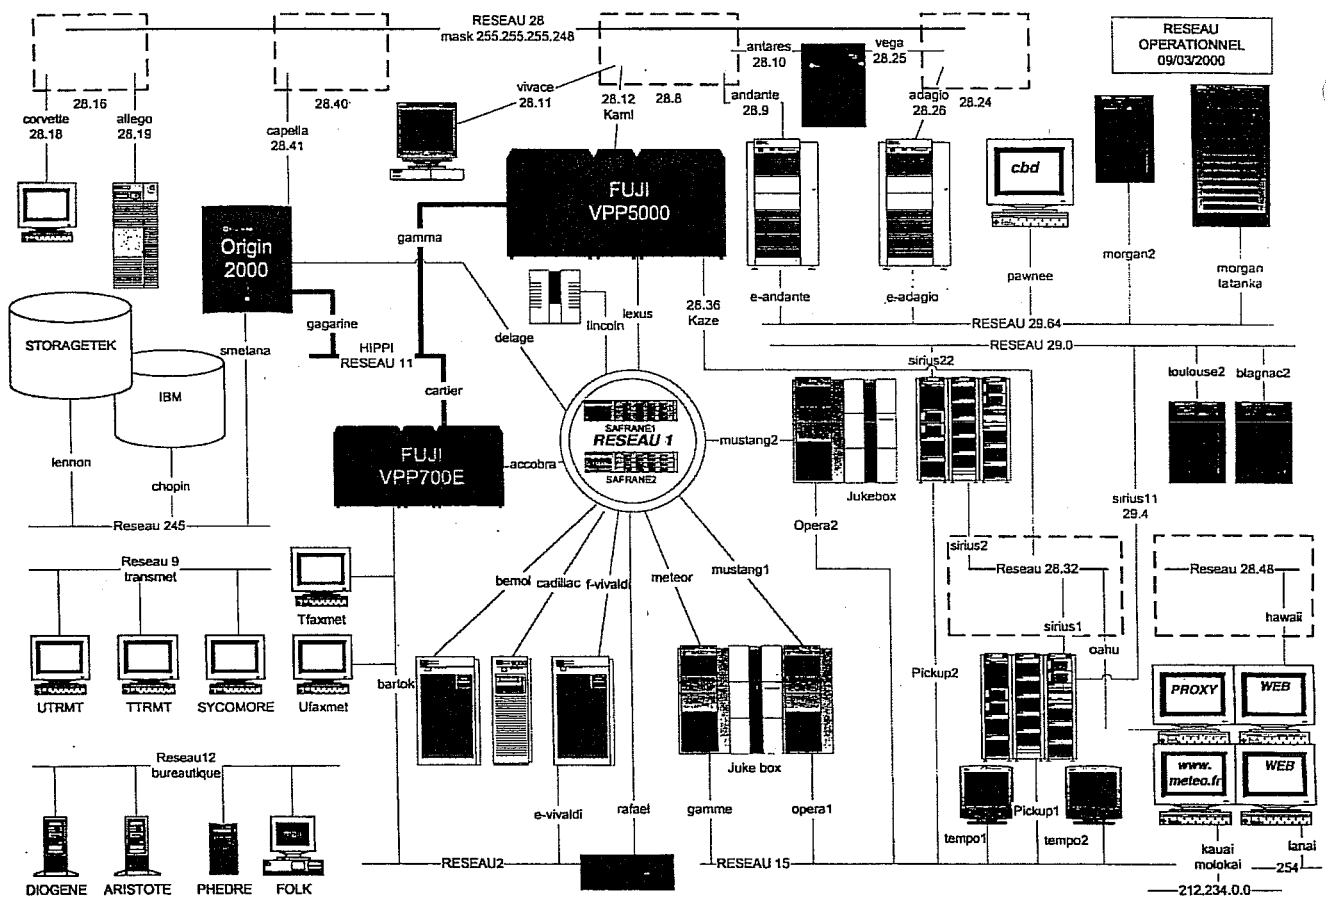 RESEAU 28
mask 255.255.255.248
RESEAU
OPERATIONNEL
09/03/2000
antares
28.10
vega
28.25
28.16
28.40
28.8
28.24
corvette
28.18
allego
28.19
capella
28.41
vivace
28.11
28.12
Kami
andante
28.9
adagio
28.26
cbd
FUJI
VPP5000
Origin
2000
gamma
pawnee
morgan2
morgan
tatanka
e-andante
e-adagio
28.36
Kaze
lexus
lincoln
delage
gagarine
smetana
HIPPI
RESEAU 11
RESEAU 29.64
RESEAU 29.0
STORAGETEK
IBM
cartier
sirius22
toulouse2
blagnac2
SAFRANE1
RESEAU 1
SAFRANE2
mustang2
FUJI
VPP700E
accobra
lennon
chopin
Jukebox
sirius11
29.4
Opera2
Reseau 245
Reseau 9
transmet
sirius2
Reseau 28.32
Reseau 28.48
bemol
cadillac
f-vivaldi
meteor
mustang1
Tfaxmet
sirius1
oahu
hawaii
UTRMT
TTRMT
SYCOMORE
Ufaxmet
bartok
Pickup2
PROXY
WEB
www.
meteo.fr
WEB
Reseau12
bureautique
Juke box
e-vivaldi
rafael
gamme
opera1
Pickup1
tempo1
tempo2
kauai
molokai
lanai
254
RESEAU2
RESEAU 15
212.234.0.0
DIOGENE
ARISTOTE
PHEDRE
FOLK